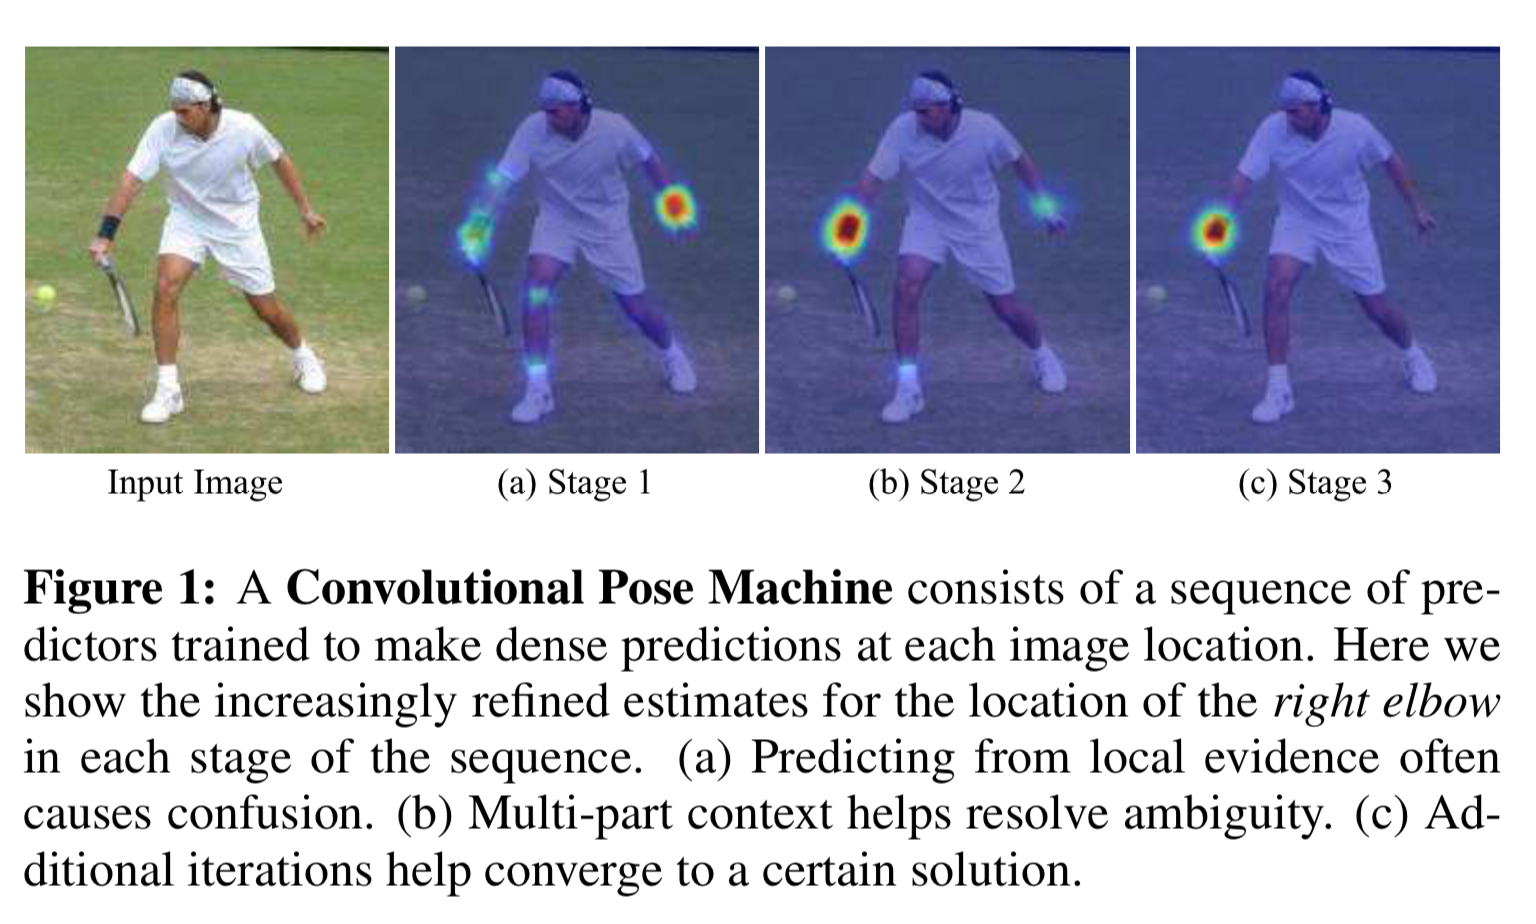 Input Image
(a) Stage 1
(b) Stage 2
(c) Stage 3
Figure 1: A Convolutional Pose Machine consists of a sequence of pre-
dictors trained to make dense predictions at each image location. Here we
show the increasingly refined estimates for the location of the right elbow
in each stage of the sequence. (a) Predicting from local evidence often
causes confusion. (b) Multi-part context helps resolve ambiguity. (c) Ad-
ditional iterations help converge to a certain solution.